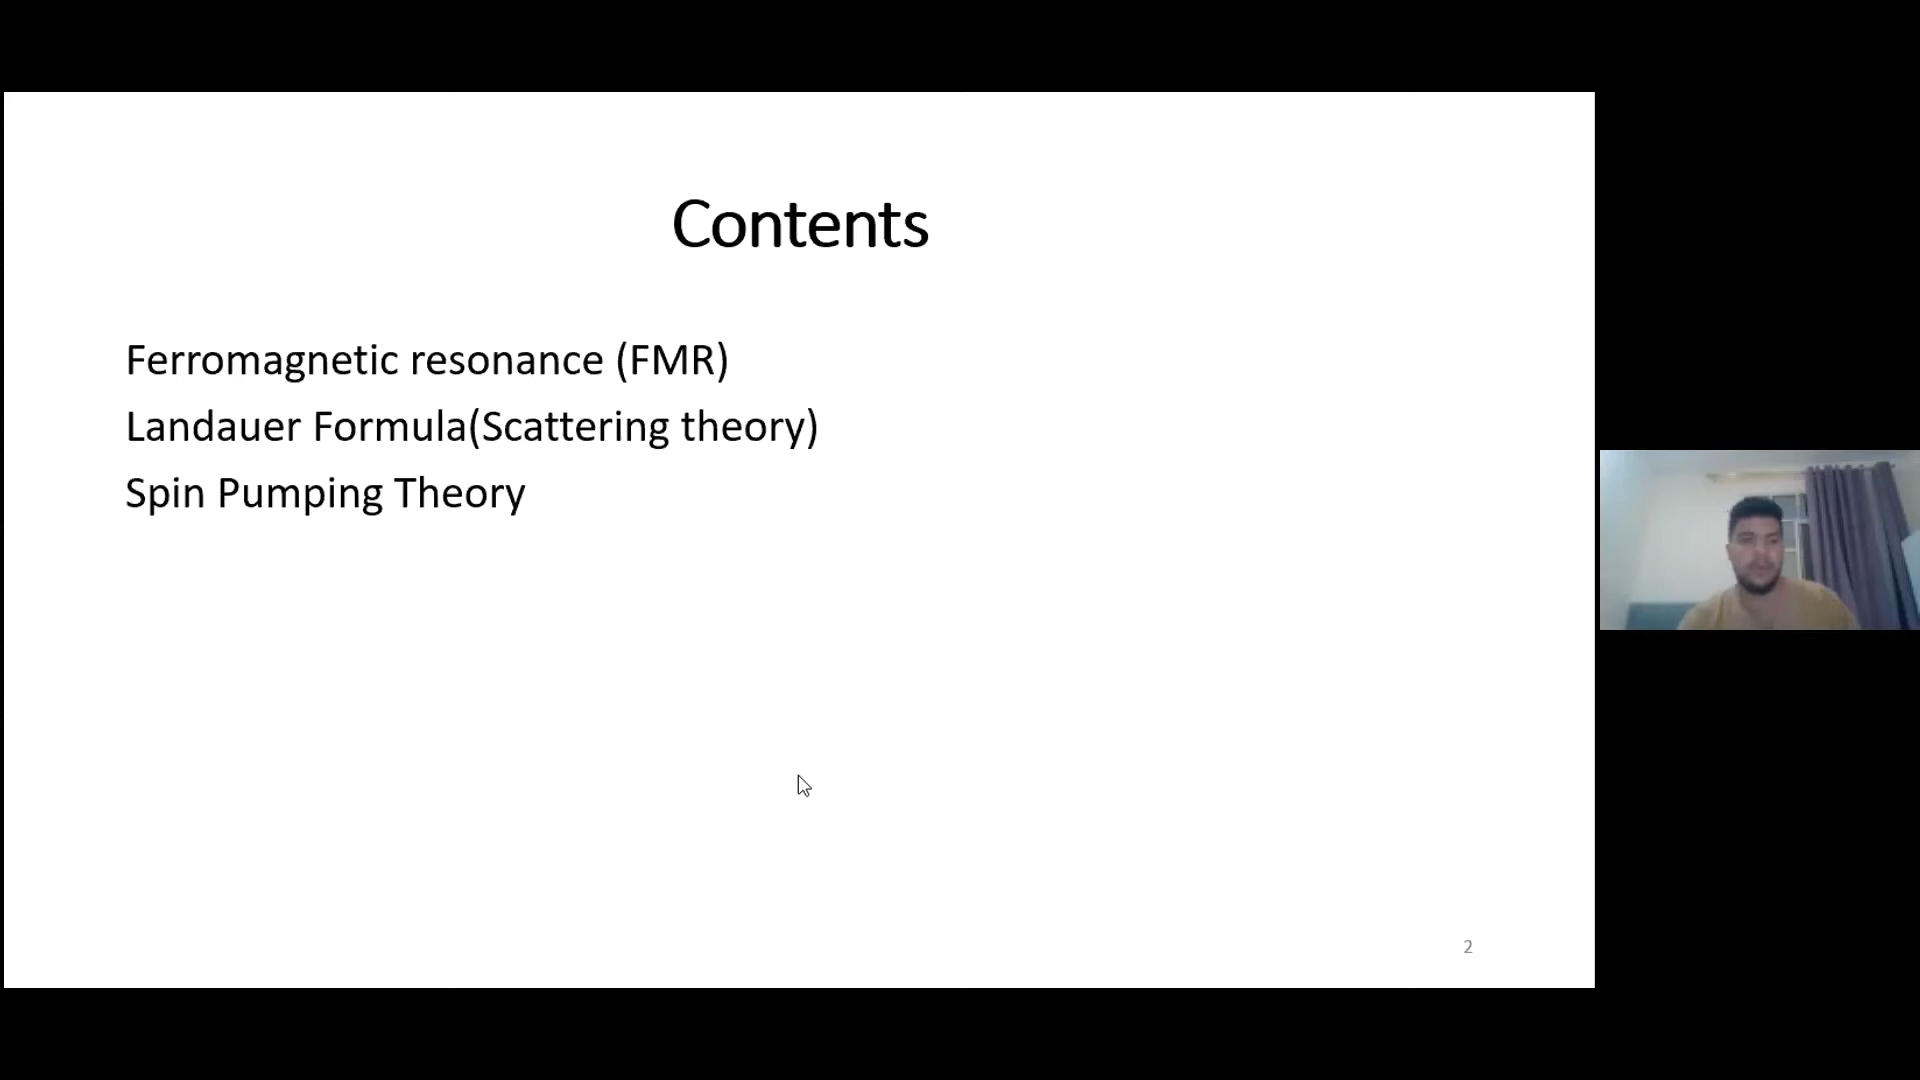 Contents
Ferromagnetic resonance (FMR)
Landauer Formula(Scattering theory)
Spin Pumping Theory
2